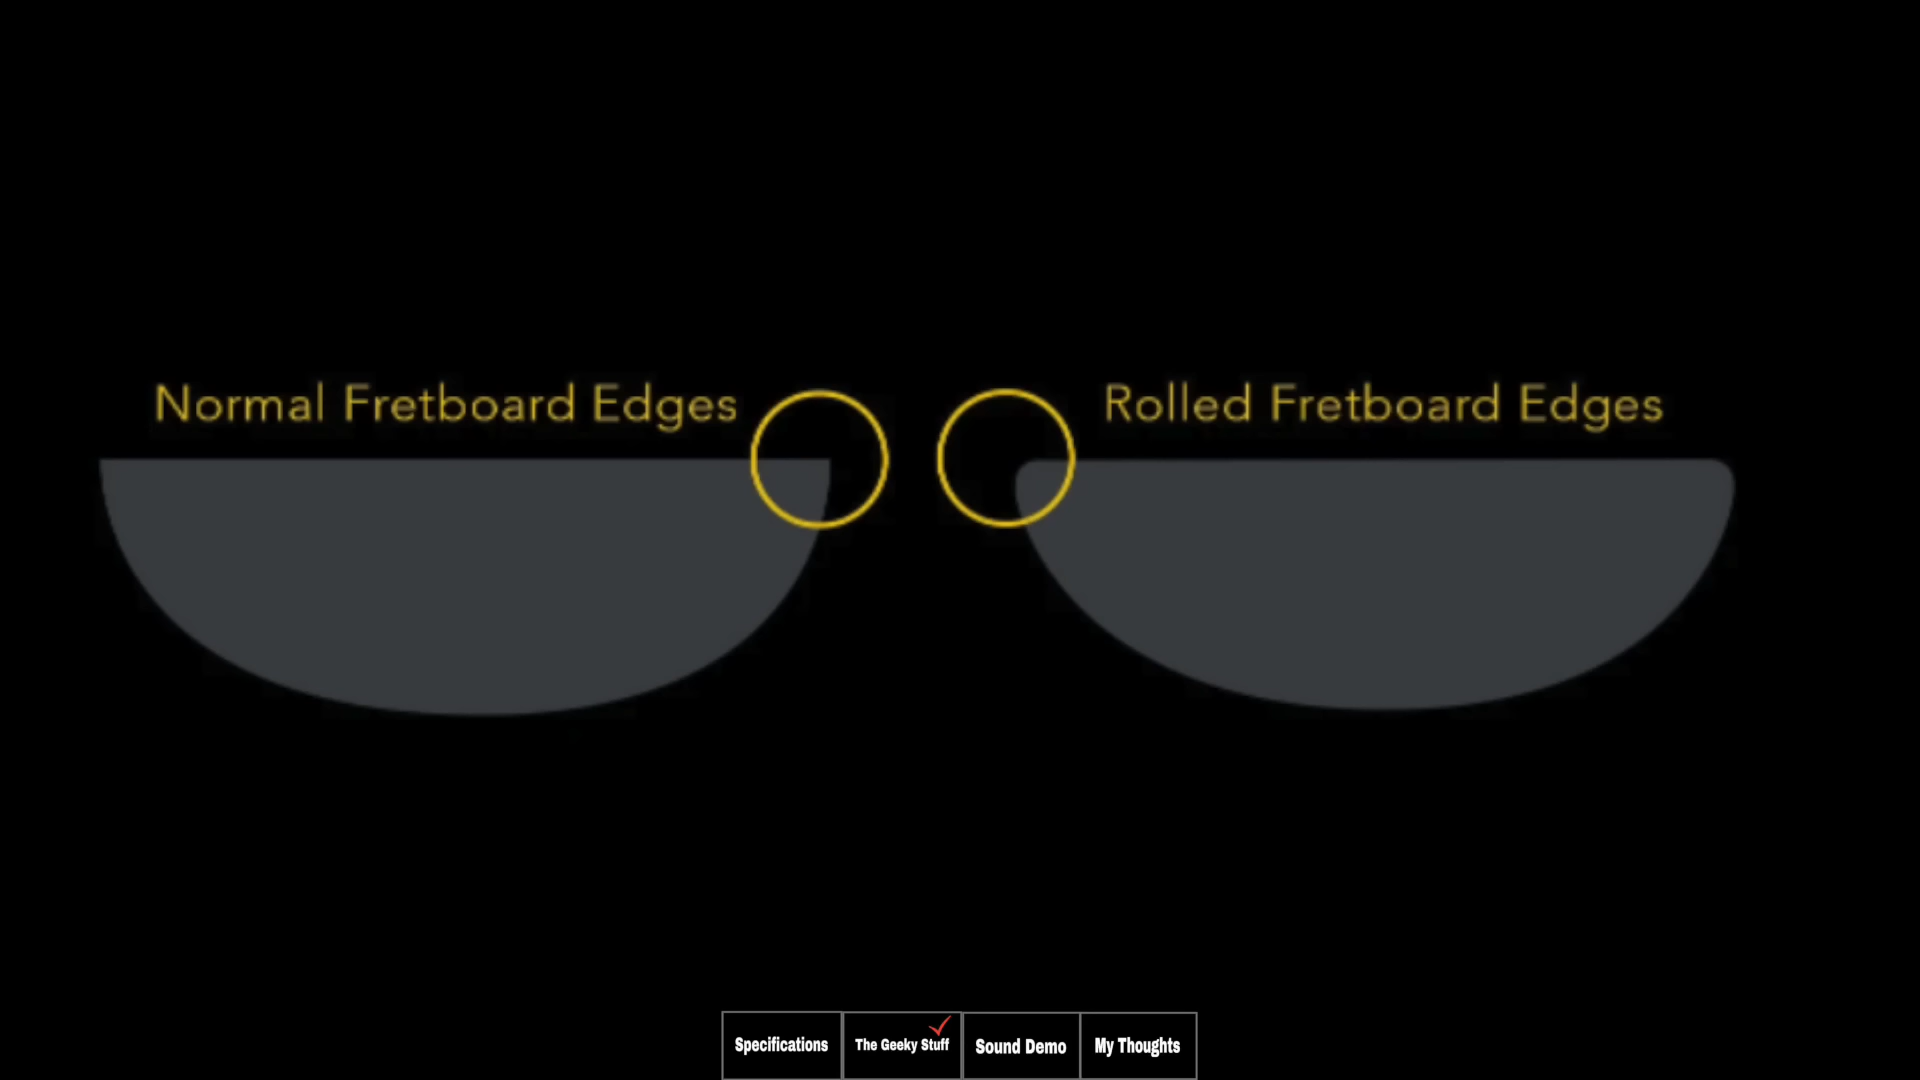 Normal Fretboard Edges
Rolled Fretboard Edges
Specifications
The Geeky Stuff
Sound Demo
My Thoughts